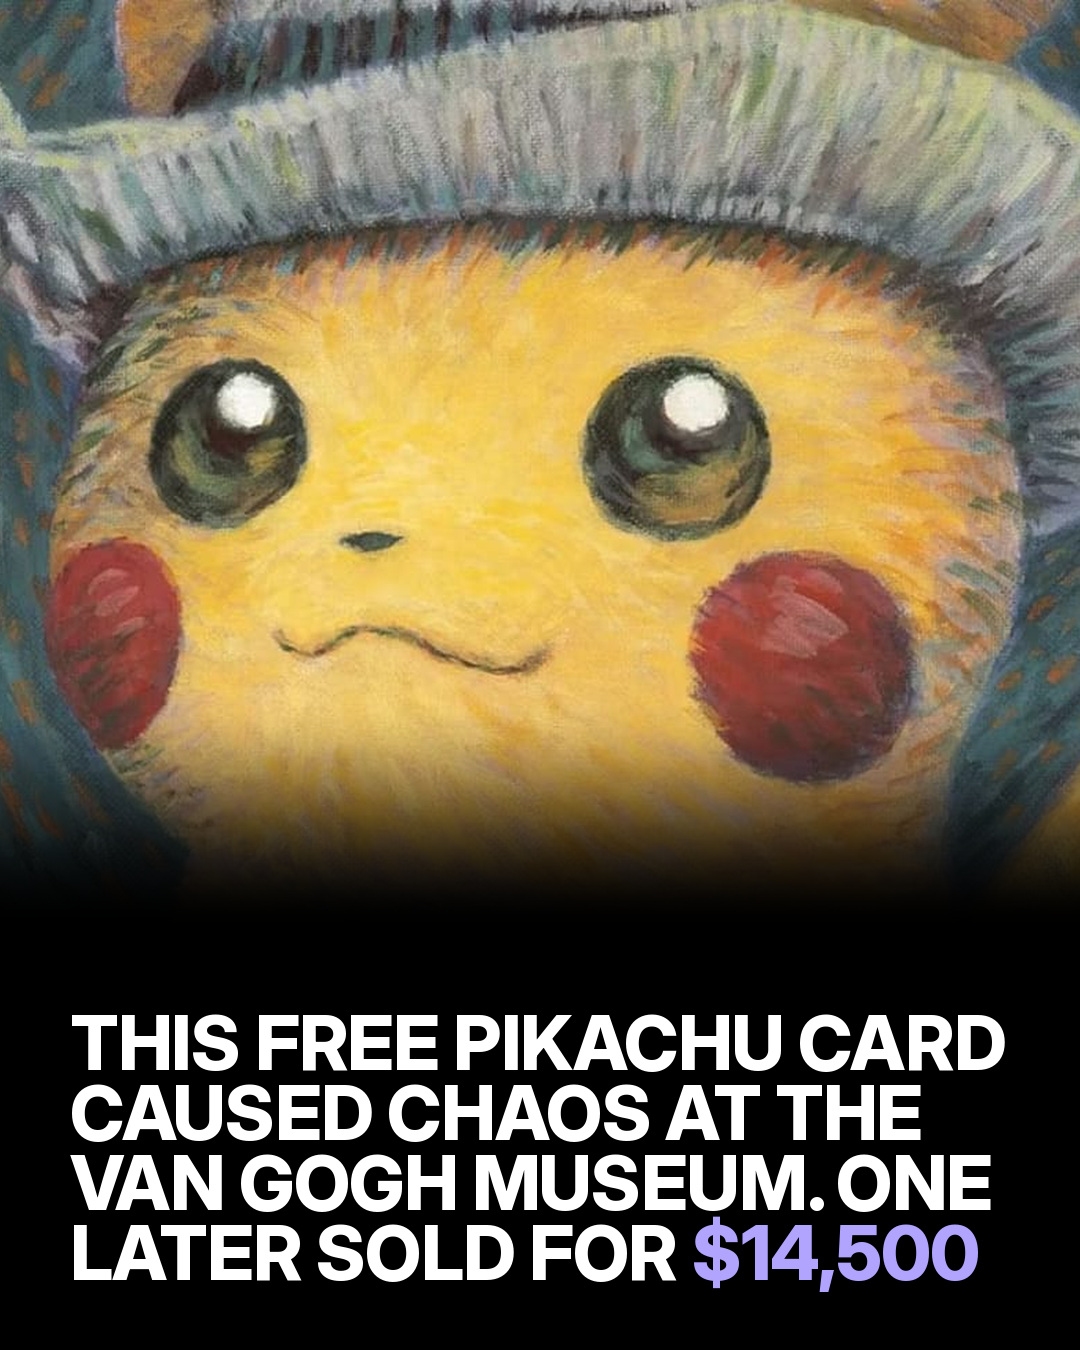 THIS FREE PIKACHU CARD
CAUSED CHAOS AT THE
VAN GOGH MUSEUM. ONE
LATER SOLD FOR $14,500